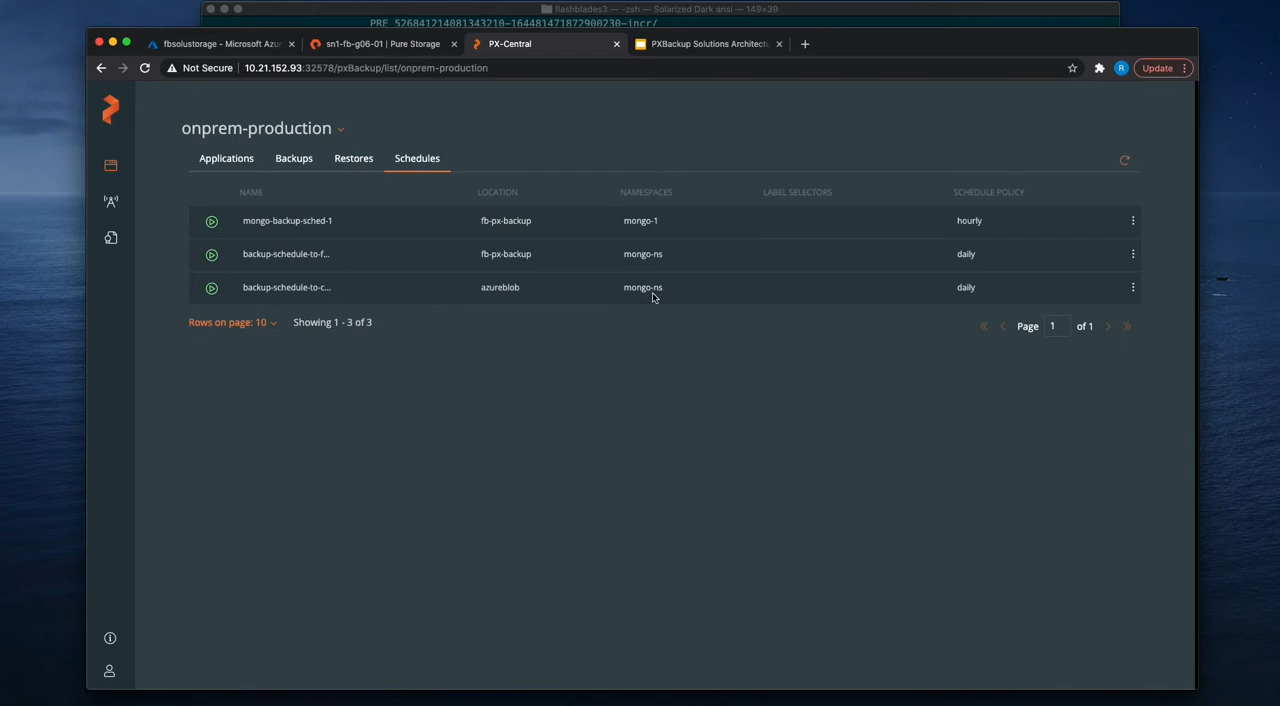 flashblades3 — -zsh — Solarized Dark ansi — 149×39
PRE 526841214081343210-164481471872900230-incr/
fbsolustorage - Microsoft Azu
sn1-fb-g06-01 | Pure Storage
PX-Central
PXBackup Solutions Architectu
Not Secure | 10.21.152.93:32578/pxBackup/list/onprem-production
R
Update
onprem-production
Applications Backups Restores Schedules
NAME LOCATION NAMESPACES LABEL SELECTORS SCHEDULE POLICY
mongo-backup-sched-1 fb-px-backup mongo-1 hourly
backup-schedule-to-f... fb-px-backup mongo-ns daily
backup-schedule-to-c... azureblob mongo-ns daily
Rows on page: 10 Showing 1 - 3 of 3 Page 1 of 1